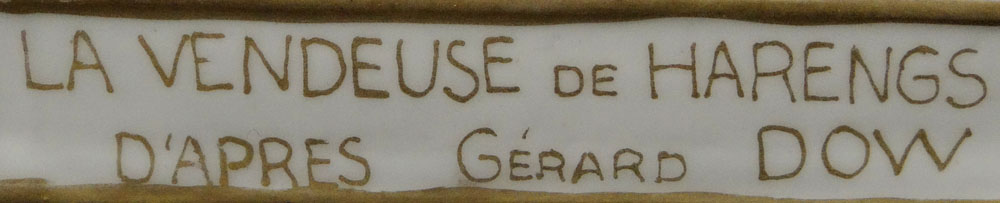 LA VENDEUSE DE HARENGS
D'APRES GÉRARD DOW